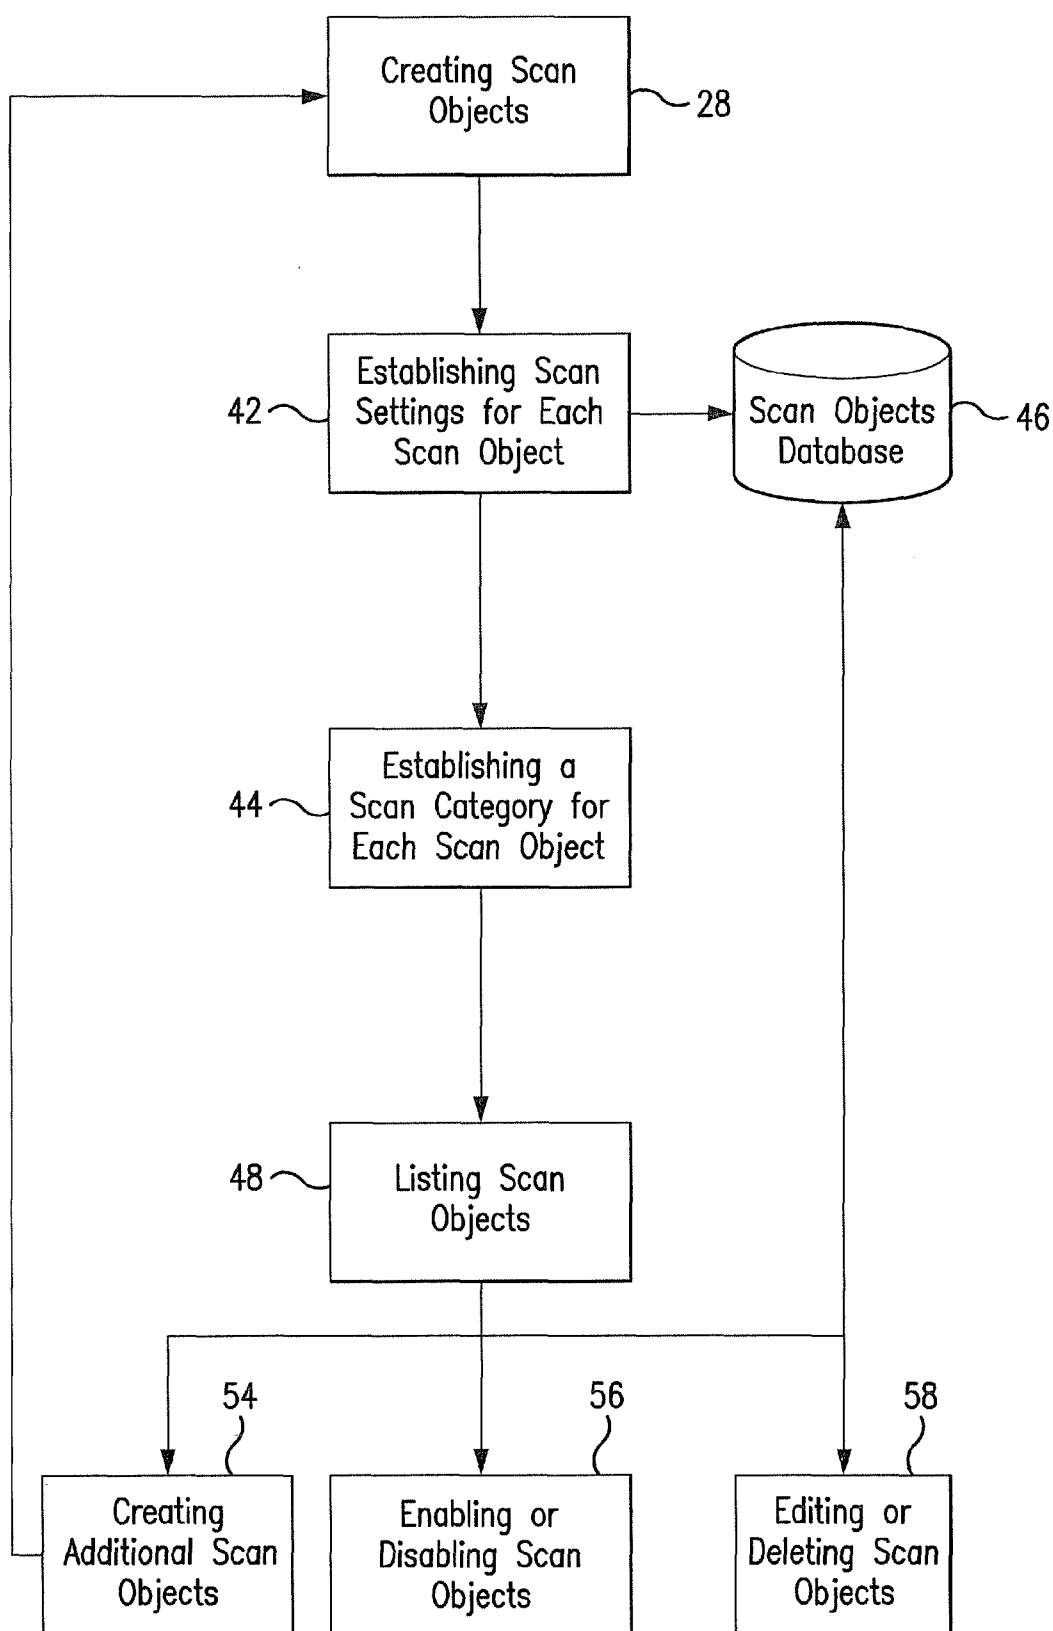 Creating Scan
Objects
28
Establishing Scan
Settings for Each
Scan Object
42
Scan Objects
Database
46
Establishing a
Scan Category for
Each Scan Object
44
Listing Scan
Objects
48
54
56
58
Creating
Additional Scan
Objects
Enabling or
Disabling Scan
Objects
Editing or
Deleting Scan
Objects